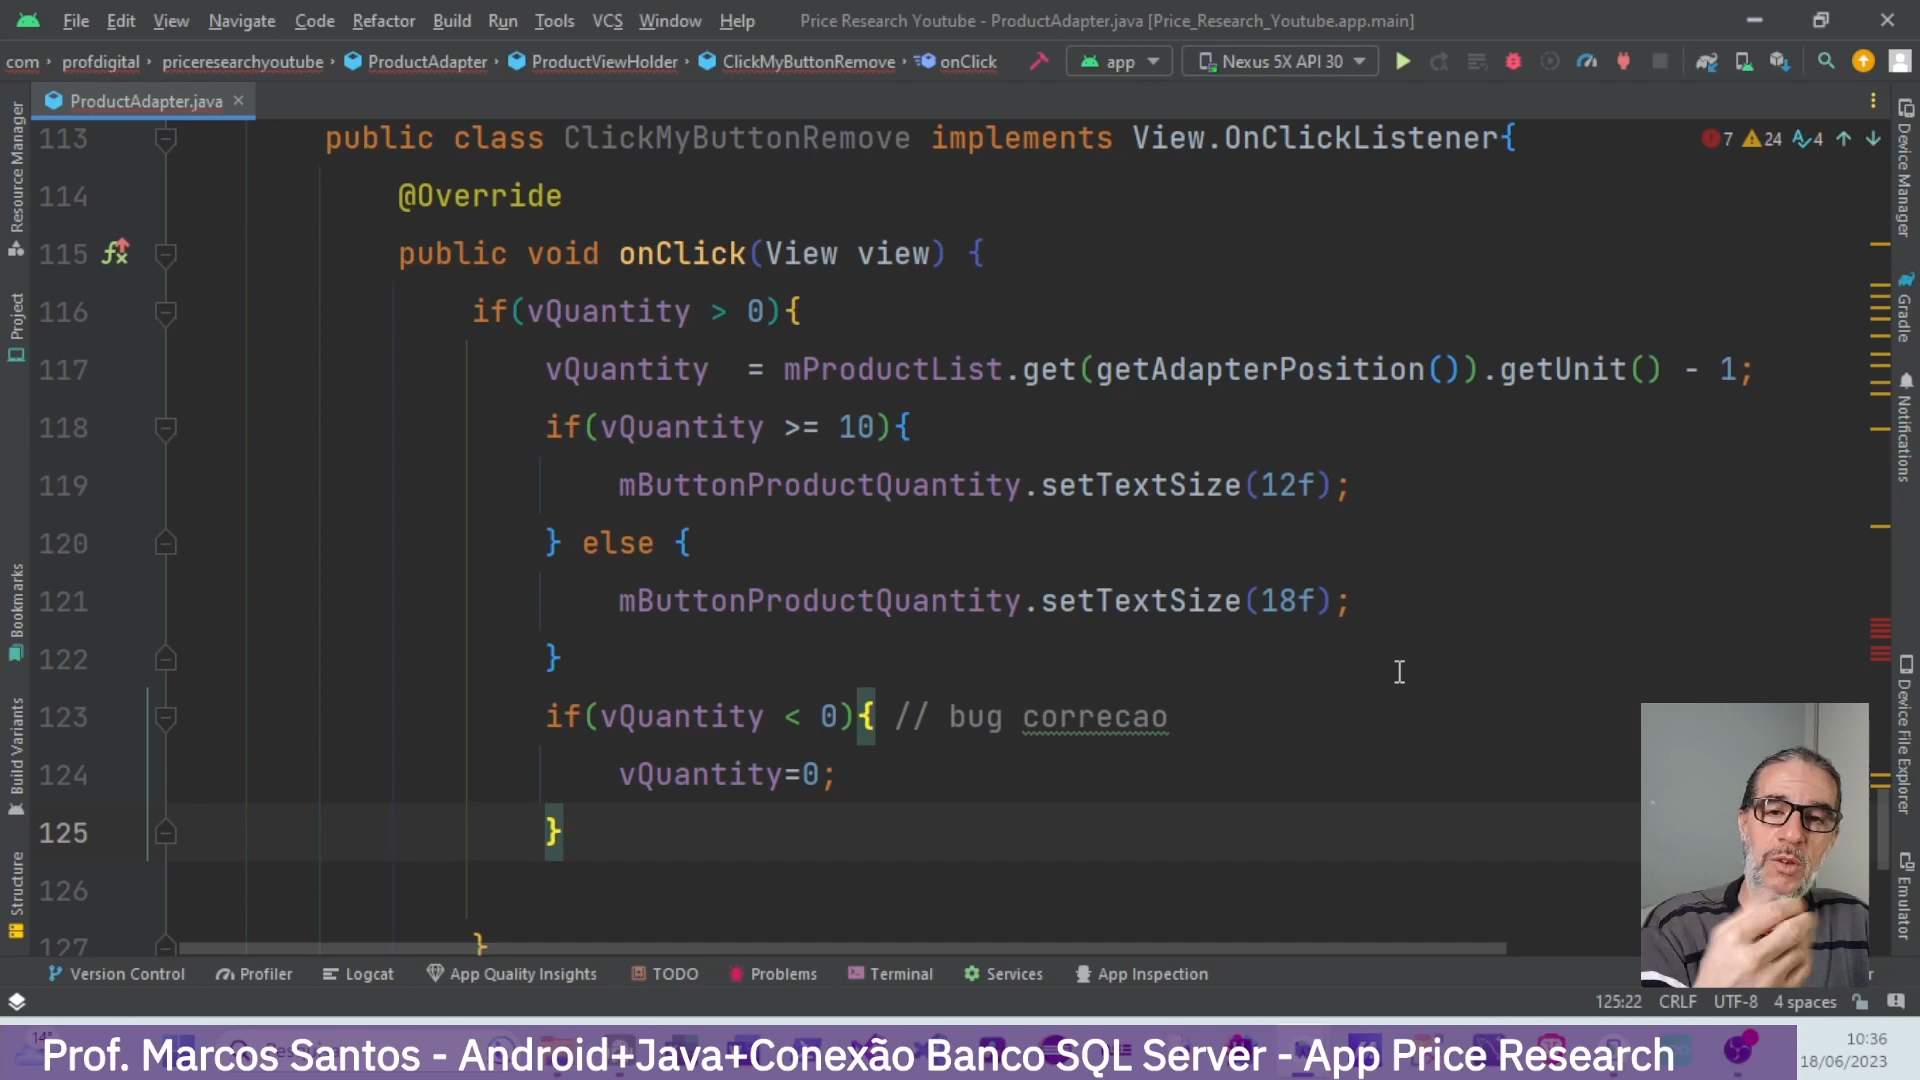 File Edit View Navigate Code Refactor Build Run Tools VCS Window Help Price Research Youtube - ProductAdapter.java [Price_Research_Youtube.app.main]
com › profdigital › priceresearchyoutube › ProductAdapter › ProductViewHolder › ClickMyButtonRemove › onClick app Nexus 5X API 30
ProductAdapter.java
7 24 4
113 public class ClickMyButtonRemove implements View.OnClickListener{
114 @Override
115 public void onClick(View view) {
116 if(vQuantity > 0){
117 vQuantity = mProductList.get(getAdapterPosition()).getUnit() - 1;
118 if(vQuantity >= 10){
119 mButtonProductQuantity.setTextSize(12f);
120 } else {
121 mButtonProductQuantity.setTextSize(18f);
122 }
123 if(vQuantity < 0){ // bug correcao
124 vQuantity=0;
125 }
126
127 }
Resource Manager
Project
Bookmarks
Build Variants
Structure
Device Manager
Gradle
Notifications
Device File Explorer
Emulator
Version Control Profiler Logcat App Quality Insights TODO Problems Terminal Services App Inspection
125:22 CRLF UTF-8 4 spaces
Prof. Marcos Santos - Android+Java+Conexão Banco SQL Server - App Price Research
10:36
18/06/2023